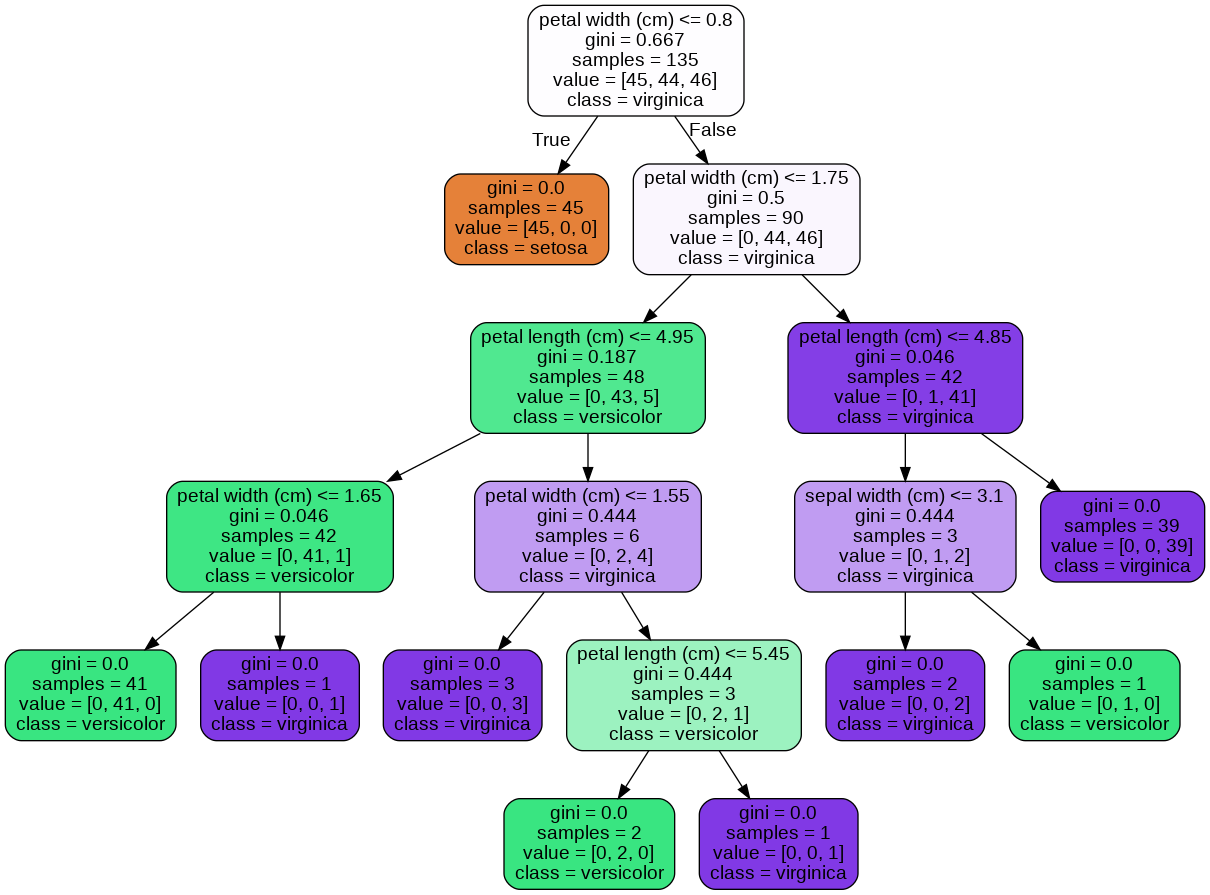 petal width (cm) <= 0.8
gini = 0.667
samples = 135
value = [45, 44, 46]
class = virginica
True
False
gini = 0.0
samples = 45
value = [45, 0, 0]
class = setosa
petal width (cm) <= 1.75
gini = 0.5
samples = 90
value = [0, 44, 46]
class = virginica
petal length (cm) <= 4.95
gini = 0.187
samples = 48
value = [0, 43, 5]
class = versicolor
petal length (cm) <= 4.85
gini = 0.046
samples = 42
value = [0, 1, 41]
class = virginica
petal width (cm) <= 1.65
gini = 0.046
samples = 42
value = [0, 41, 1]
class = versicolor
petal width (cm) <= 1.55
gini = 0.444
samples = 6
value = [0, 2, 4]
class = virginica
sepal width (cm) <= 3.1
gini = 0.444
samples = 3
value = [0, 1, 2]
class = virginica
gini = 0.0
samples = 39
value = [0, 0, 39]
class = virginica
gini = 0.0
samples = 41
value = [0, 41, 0]
class = versicolor
gini = 0.0
samples = 1
value = [0, 0, 1]
class = virginica
gini = 0.0
samples = 3
value = [0, 0, 3]
class = virginica
petal length (cm) <= 5.45
gini = 0.444
samples = 3
value = [0, 2, 1]
class = versicolor
gini = 0.0
samples = 2
value = [0, 0, 2]
class = virginica
gini = 0.0
samples = 1
value = [0, 1, 0]
class = versicolor
gini = 0.0
samples = 2
value = [0, 2, 0]
class = versicolor
gini = 0.0
samples = 1
value = [0, 0, 1]
class = virginica